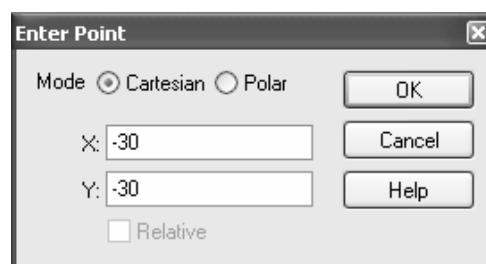 Enter Point
Mode Cartesian Polar OK
X: -30 Cancel
Y: -30 Help
Relative